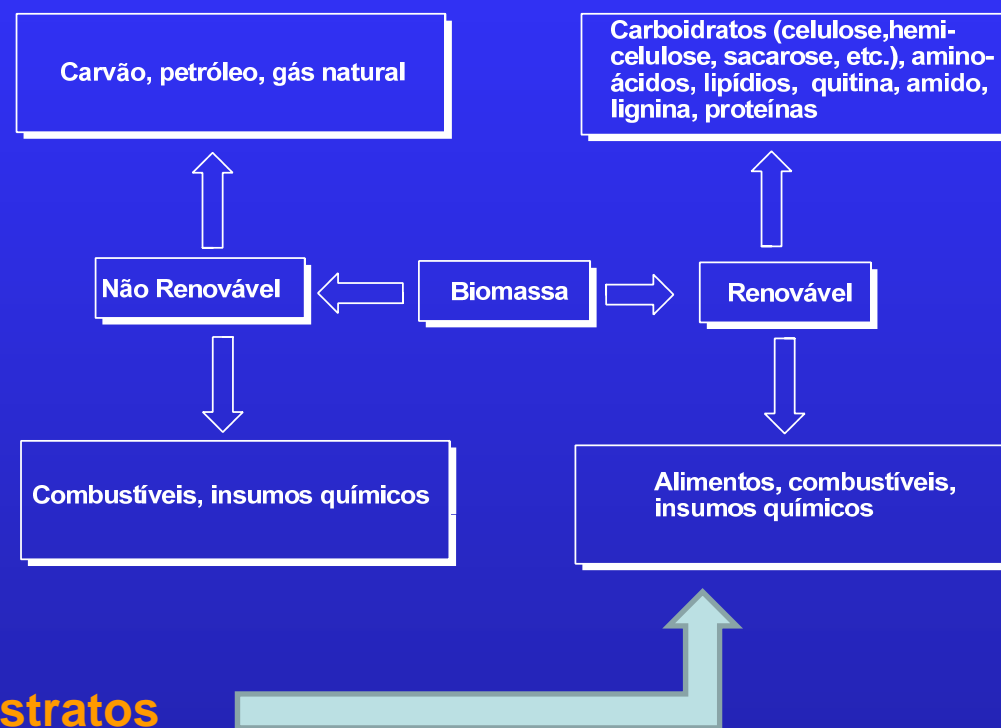 Carvão, petróleo, gás natural
Carboidratos (celulose,hemi-
celulose, sacarose, etc.), amino-
ácidos, lipídios, quitina, amido,
lignina, proteínas
Não Renovável
Biomassa
Renovável
Combustíveis, insumos químicos
Alimentos, combustíveis,
insumos químicos
stratos